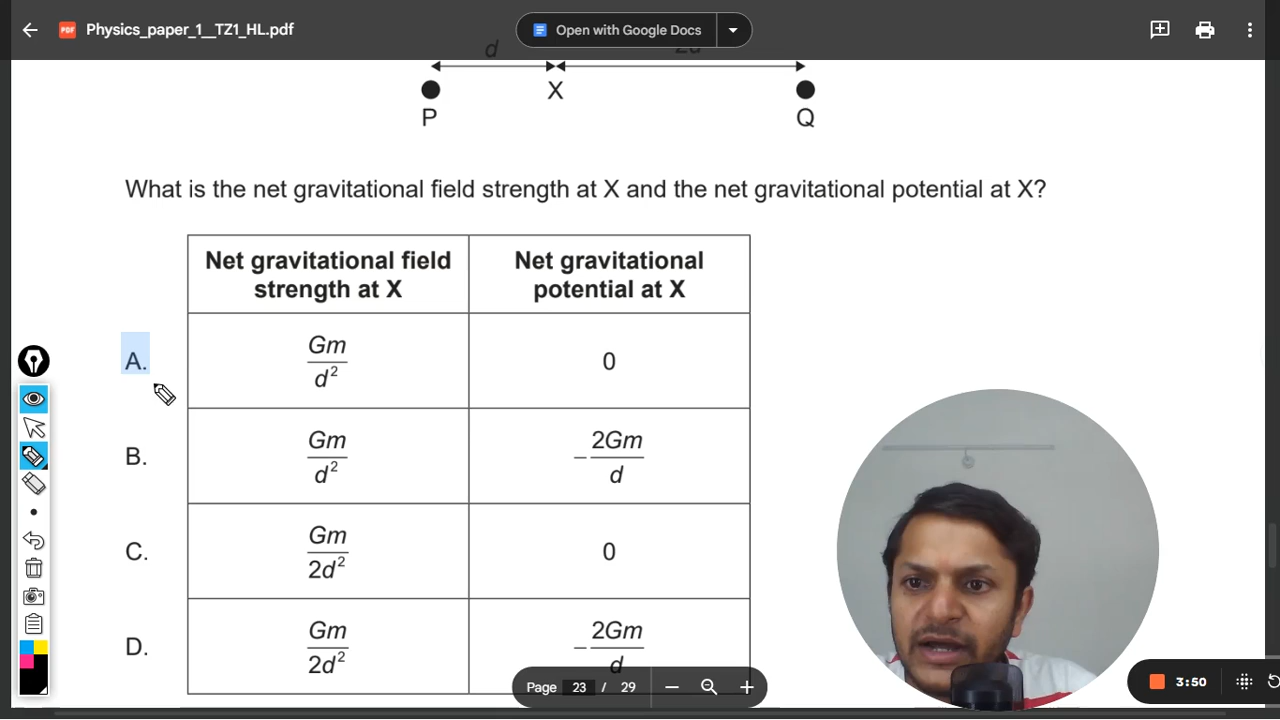 Physics_paper_1__TZ1_HL.pdf
Open with Google Docs
d
P
X
Q
What is the net gravitational field strength at X and the net gravitational potential at X?
Net gravitational field strength at X
Net gravitational potential at X
A.
Gm
d²
0
B.
Gm
d²
−2Gm
d
C.
Gm
2d²
0
D.
Gm
2d²
−2Gm
d
Page 23 / 29
3:50